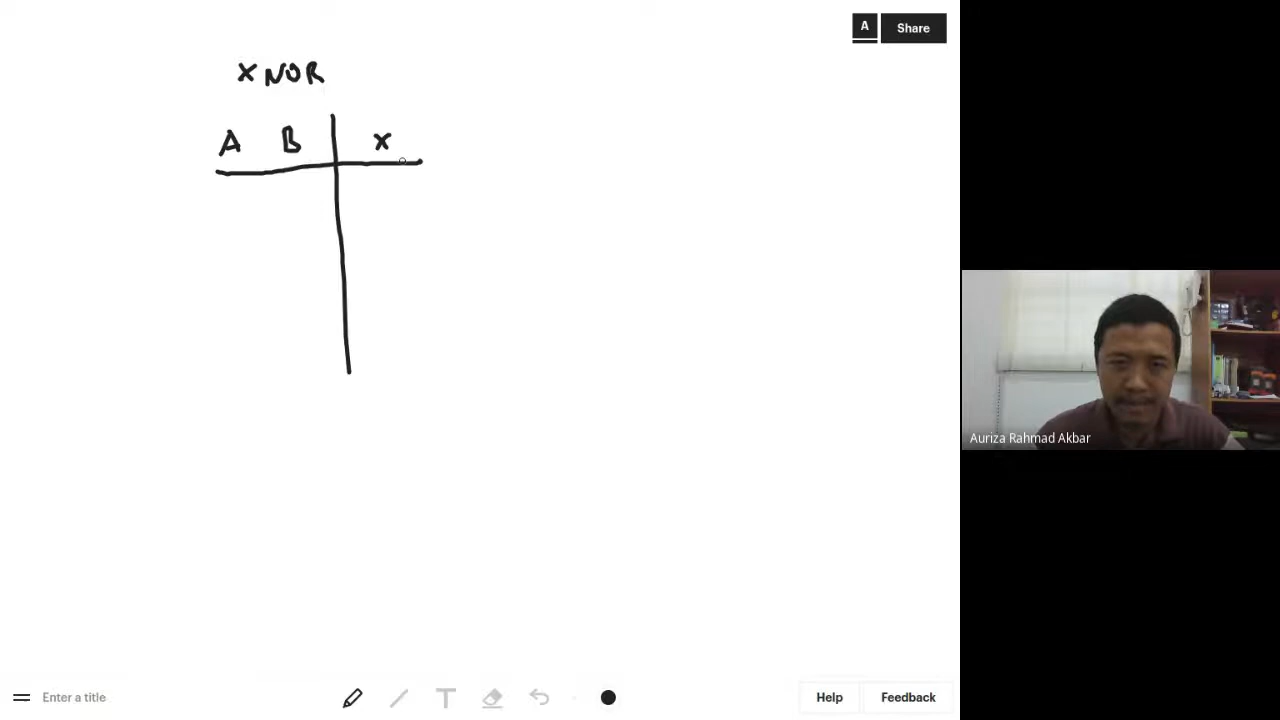 A Share
XNOR
A B X
Auriza Rahmad Akbar
Enter a title T Help Feedback